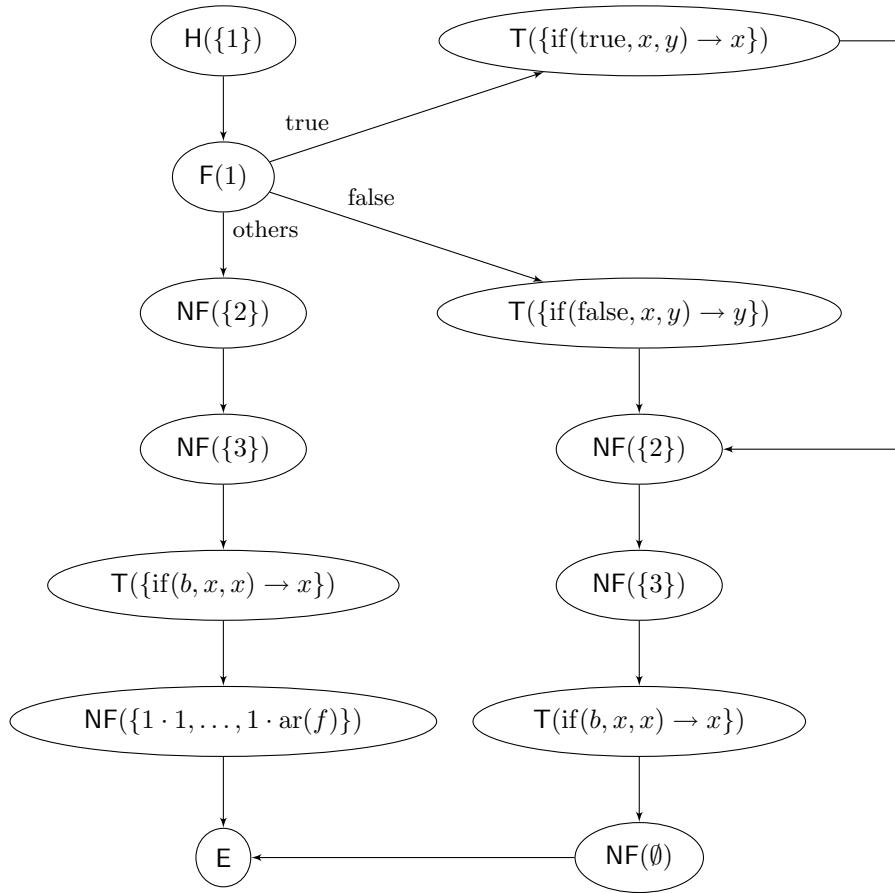 H({1})
T({if(true, x, y) → x})
true
F(1)
false
others
NF({2})
T({if(false, x, y) → y})
NF({3})
NF({2})
T({if(b, x, x) → x})
NF({3})
NF({1 · 1, . . . , 1 · ar(f)})
T(if(b, x, x) → x})
E
NF(∅)